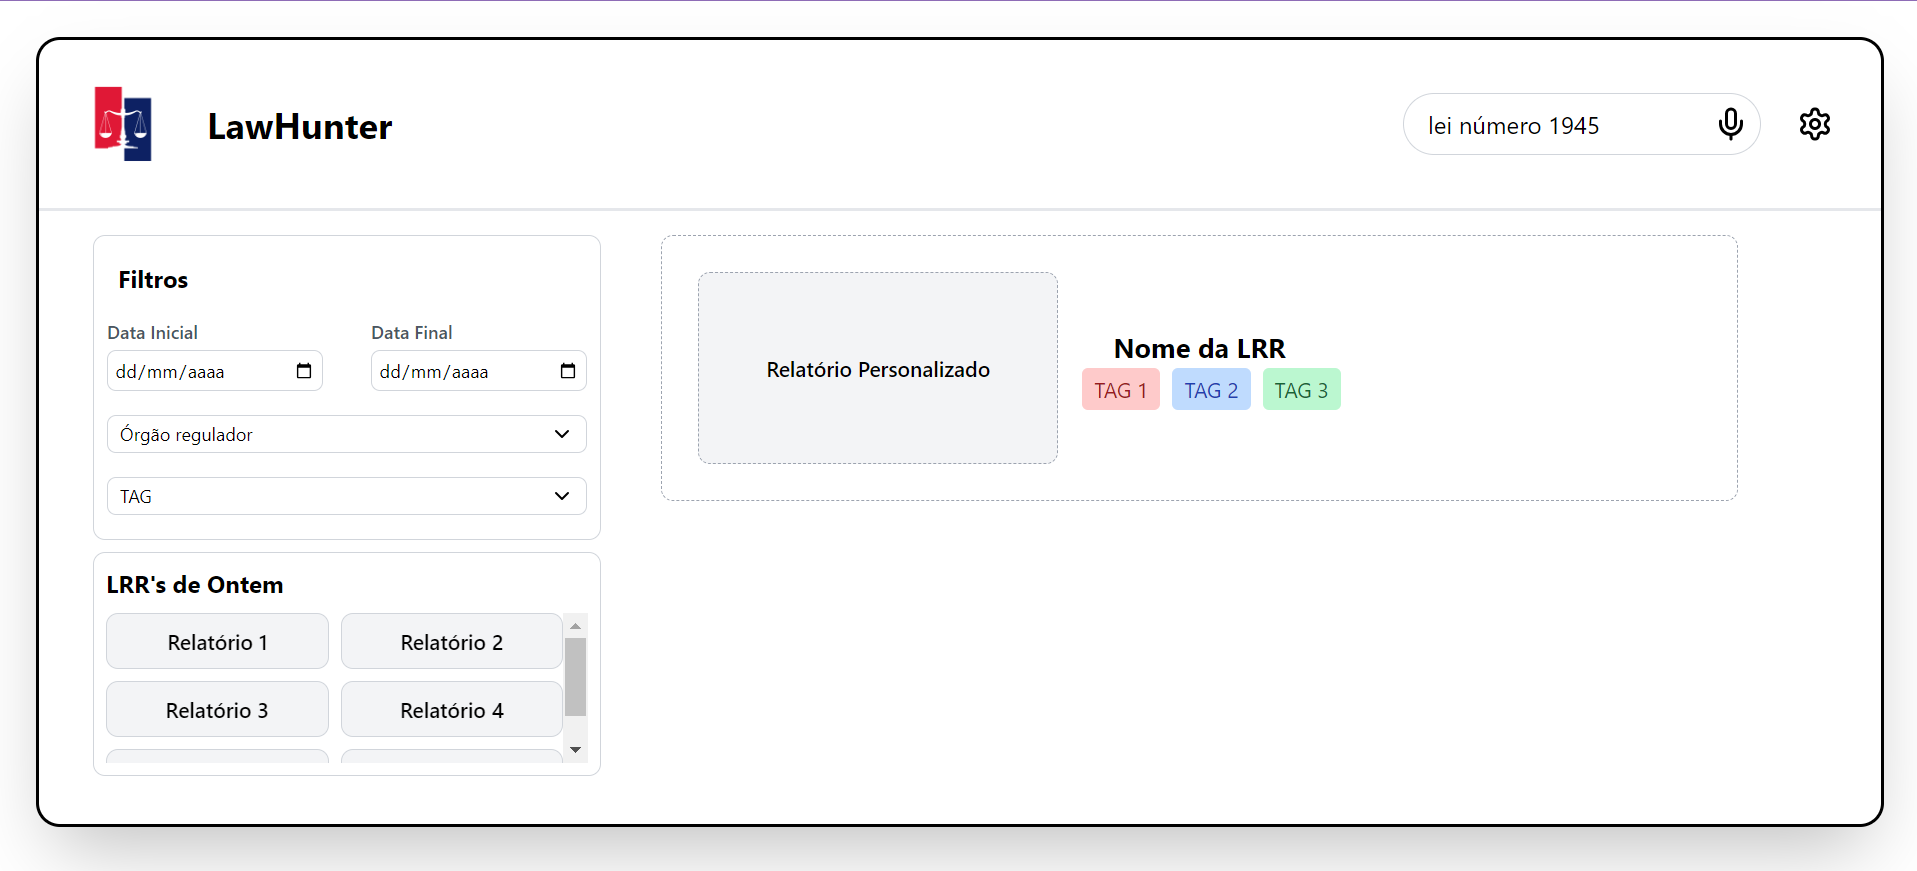 LawHunter
lei número 1945
Filtros
Data Inicial
Data Final
dd/mm/aaaa
dd/mm/aaaa
Órgão regulador
TAG
LRR's de Ontem
Relatório 1
Relatório 2
Relatório 3
Relatório 4
Relatório Personalizado
Nome da LRR
TAG 1
TAG 2
TAG 3